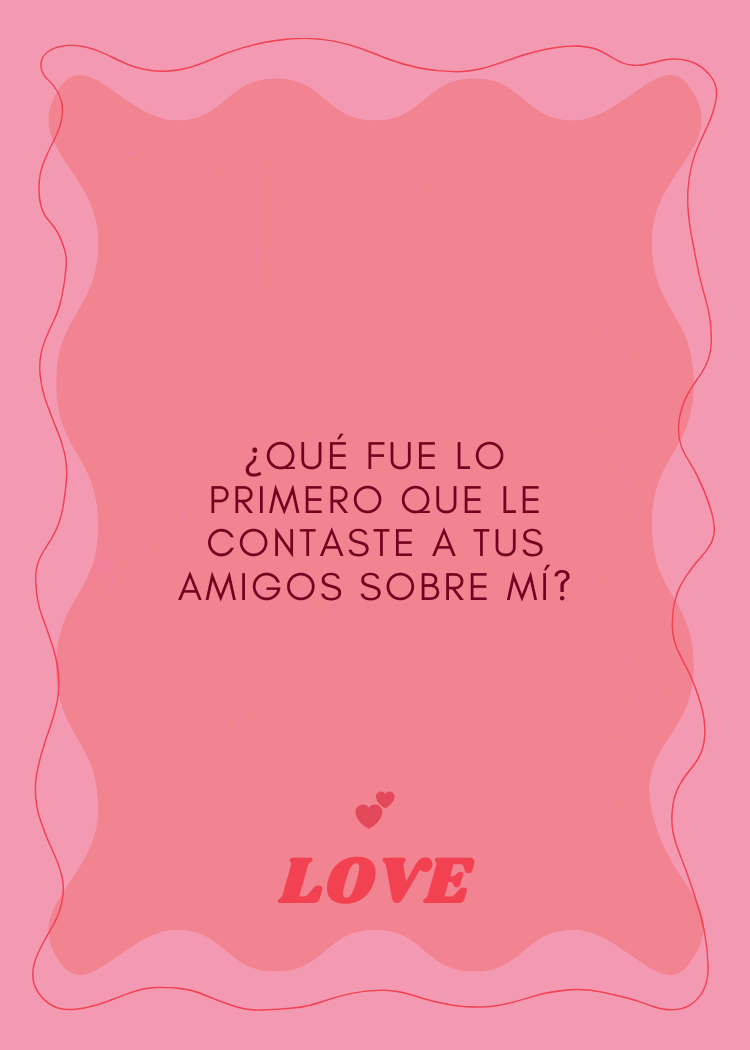 ¿QUÉ FUE LO
PRIMERO QUE LE
CONTASTE A TUS
AMIGOS SOBRE MÍ?
LOVE